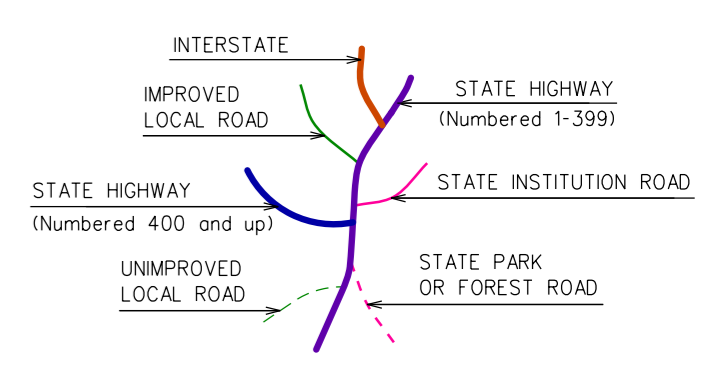 INTERSTATE
IMPROVED
LOCAL ROAD
STATE HIGHWAY
(Numbered 1-399)
STATE HIGHWAY
(Numbered 400 and up)
STATE INSTITUTION ROAD
UNIMPROVED
LOCAL ROAD
STATE PARK
OR FOREST ROAD